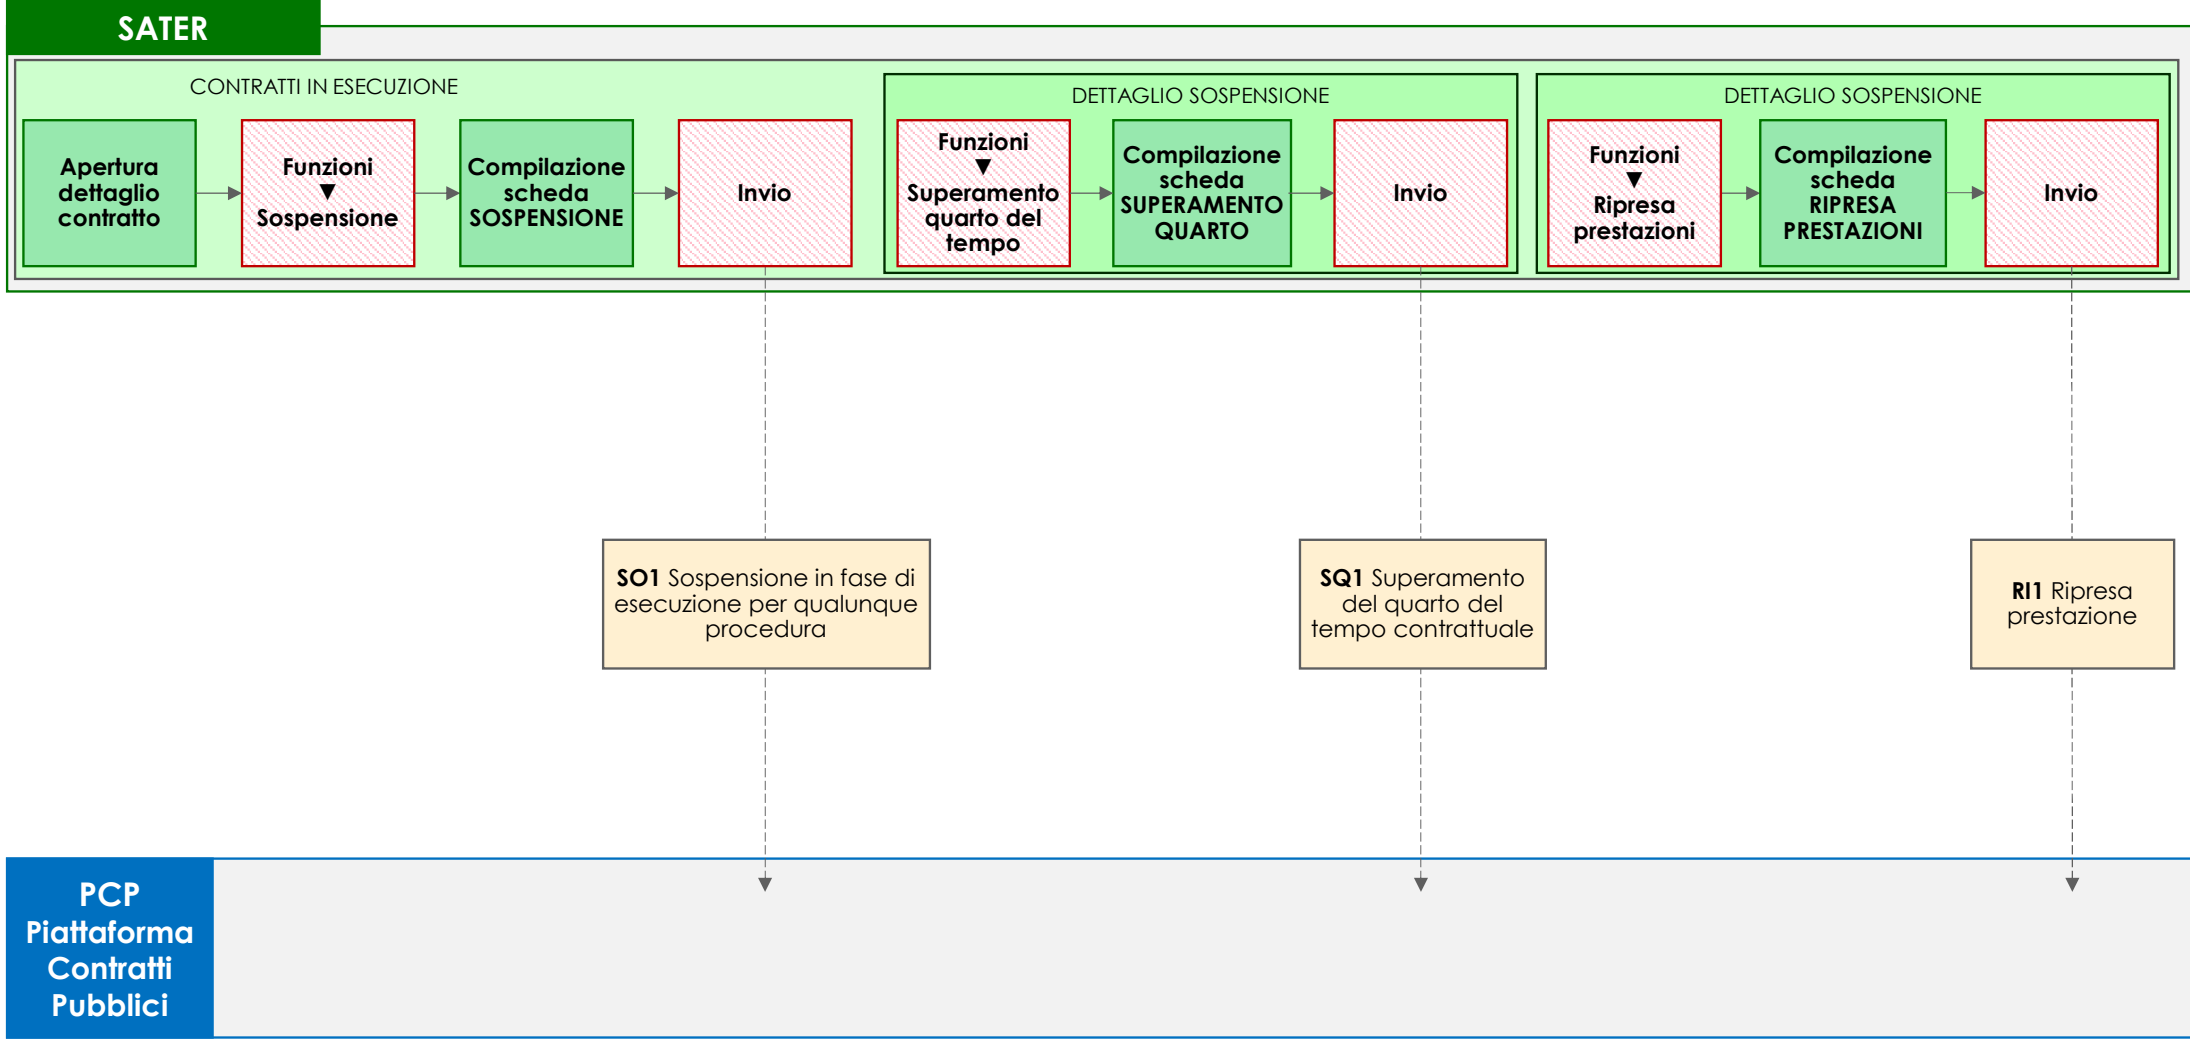 SATER
CONTRATTI IN ESECUZIONE
Apertura
dettaglio
contratto
Funzioni
▼
Sospensione
Compilazione
scheda
SOSPENSIONE
Invio
DETTAGLIO SOSPENSIONE
Funzioni
▼
Superamento
quarto del
tempo
Compilazione
scheda
SUPERAMENTO
QUARTO
Invio
DETTAGLIO SOSPENSIONE
Funzioni
▼
Ripresa
prestazioni
Compilazione
scheda
RIPRESA
PRESTAZIONI
Invio
SO1 Sospensione in fase di
esecuzione per qualunque
procedura
SQ1 Superamento
del quarto del
tempo contrattuale
RI1 Ripresa
prestazione
PCP
Piattaforma
Contratti
Pubblici